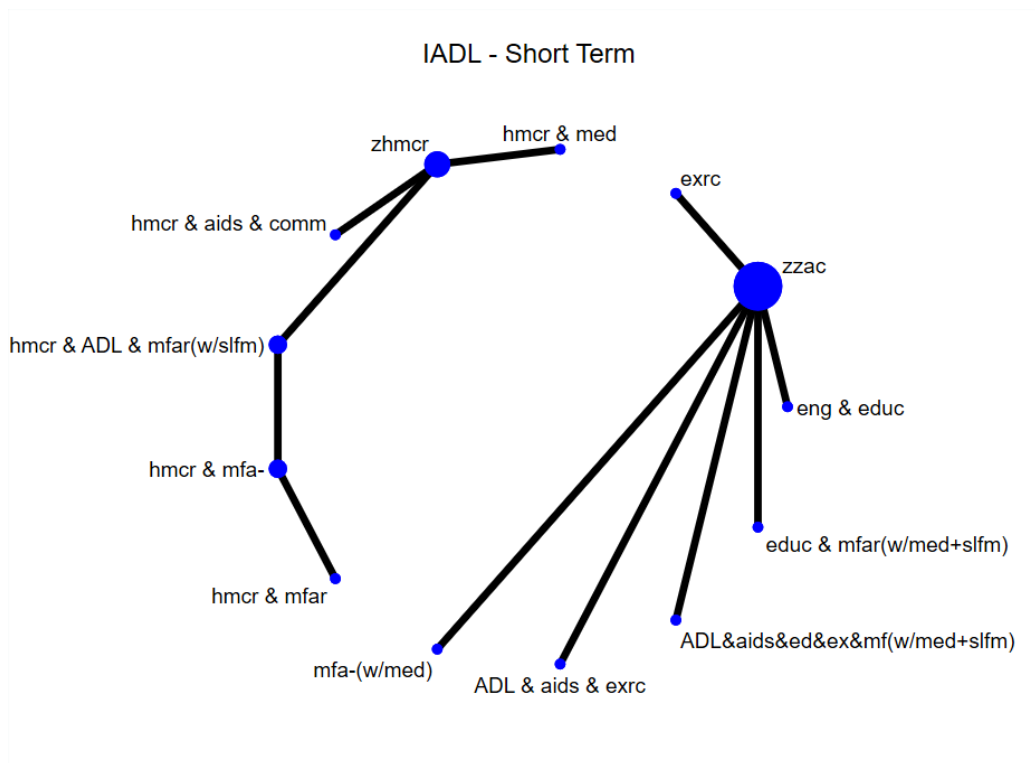 IADL - Short Term
hmcr & med
zhmcr
exrc
hmcr & aids & comm
zzac
hmcr & ADL & mfar(w/slfm)
eng & educ
hmcr & mfa-
educ & mfar(w/med+slfm)
hmcr & mfar
ADL&aids&ed&ex&mf(w/med+slfm)
mfa-(w/med)
ADL & aids & exrc